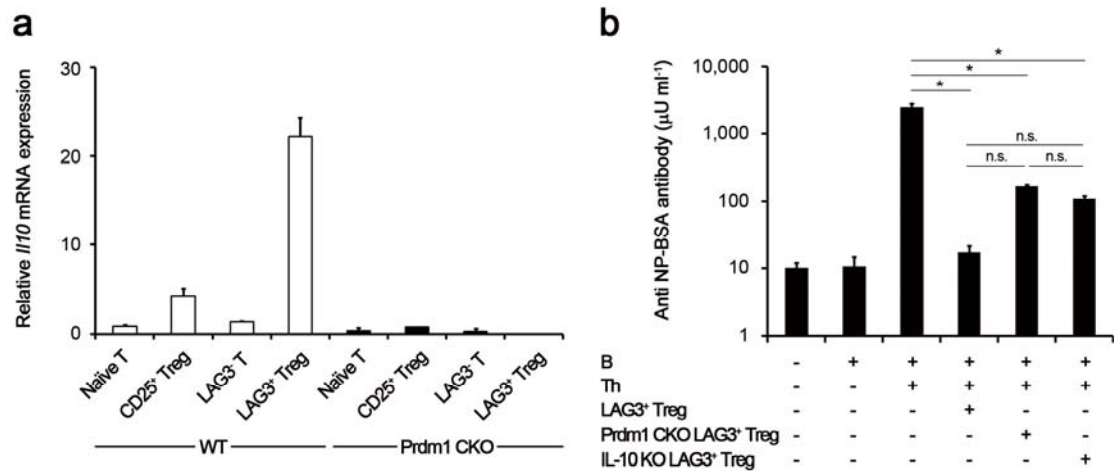 a
Relative Il10 mRNA expression
30
20
10
0
Naïve T
CD25⁺ Treg
LAG3⁻ T
LAG3⁺ Treg
Naïve T
CD25⁺ Treg
LAG3⁻ T
LAG3⁺ Treg
WT
Prdm1 CKO
b
Anti NP-BSA antibody (μU ml⁻¹)
10,000
1,000
100
10
1
*
*
*
n.s.
n.s. n.s.
B - + + + + +
Th - - + + + +
LAG3⁺ Treg - - - + - -
Prdm1 CKO LAG3⁺ Treg - - - - + -
IL-10 KO LAG3⁺ Treg - - - - - +